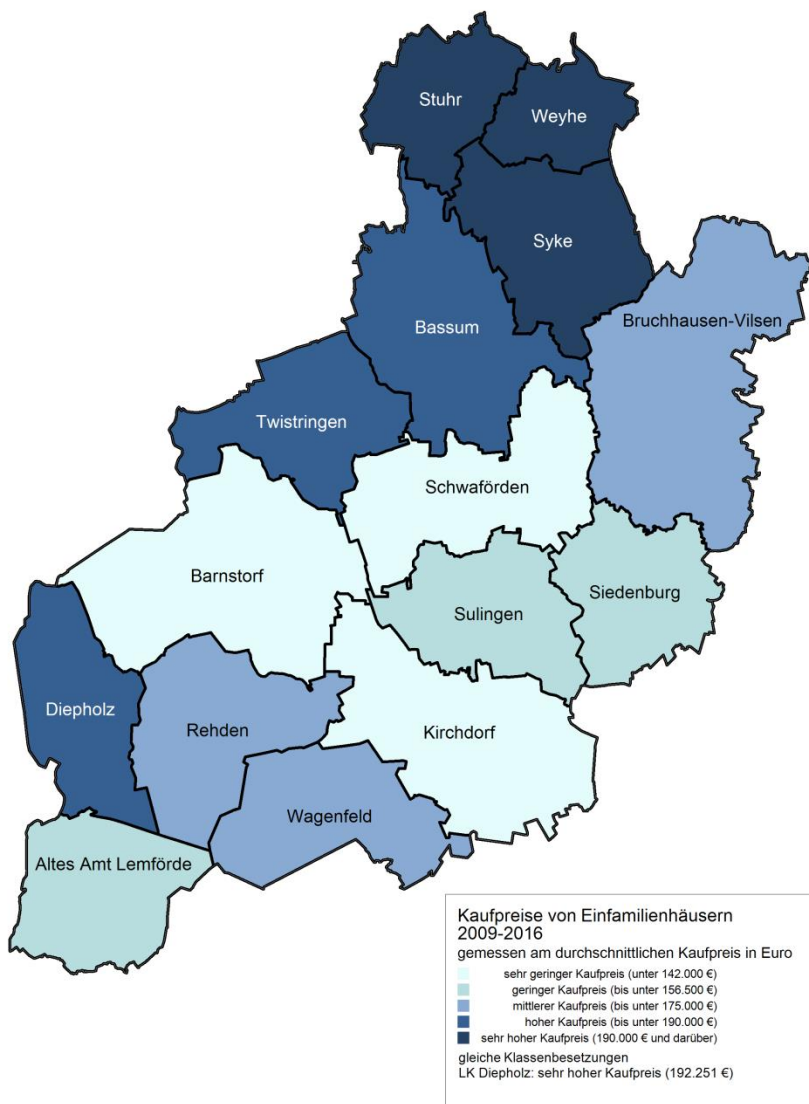 Stuhr
Weyhe
Syke
Bruchhausen-Vilsen
Bassum
Twistringen
Schwaförden
Barnstorf
Siedenburg
Sulingen
Diepholz
Rehden
Kirchdorf
Wagenfeld
Altes Amt Lemförde
Kaufpreise von Einfamilienhäusern
2009-2016
gemessen am durchschnittlichen Kaufpreis in Euro
sehr geringer Kaufpreis (unter 142.000 €)
geringer Kaufpreis (bis unter 156.500 €)
mittlerer Kaufpreis (bis unter 175.000 €)
hoher Kaufpreis (bis unter 190.000 €)
sehr hoher Kaufpreis (190.000 € und darüber)
gleiche Klassenbesetzungen
LK Diepholz: sehr hoher Kaufpreis (192.251 €)